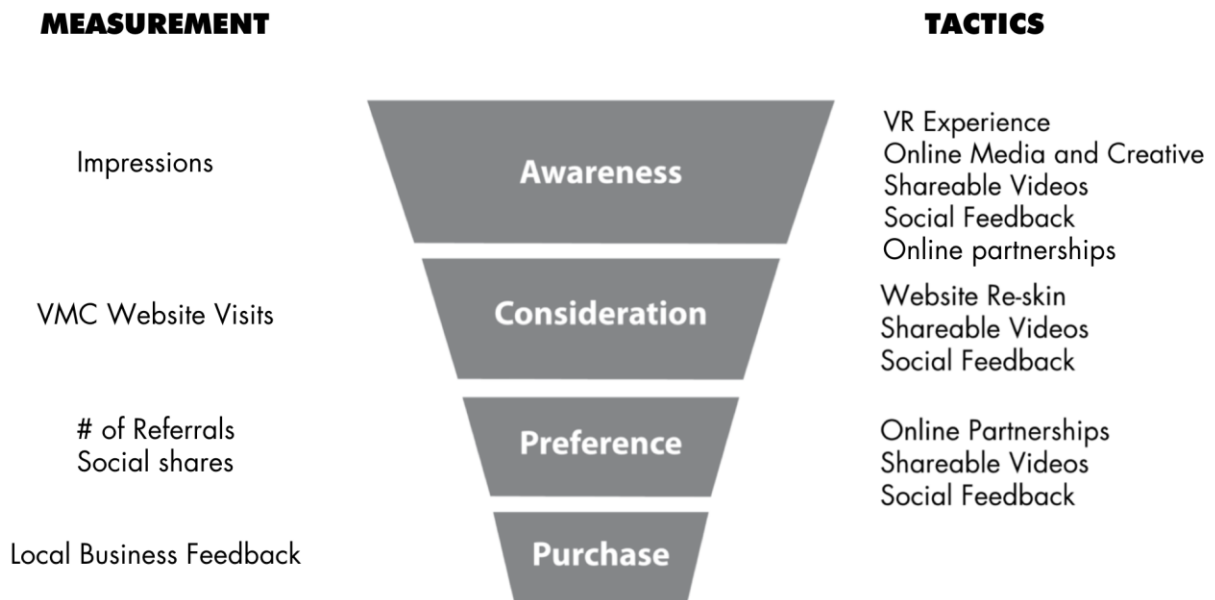 MEASUREMENT
TACTICS
Impressions
Awareness
VR Experience
Online Media and Creative
Shareable Videos
Social Feedback
Online partnerships
VMC Website Visits
Consideration
Website Re-skin
Shareable Videos
Social Feedback
# of Referrals
Social shares
Preference
Online Partnerships
Shareable Videos
Social Feedback
Local Business Feedback
Purchase